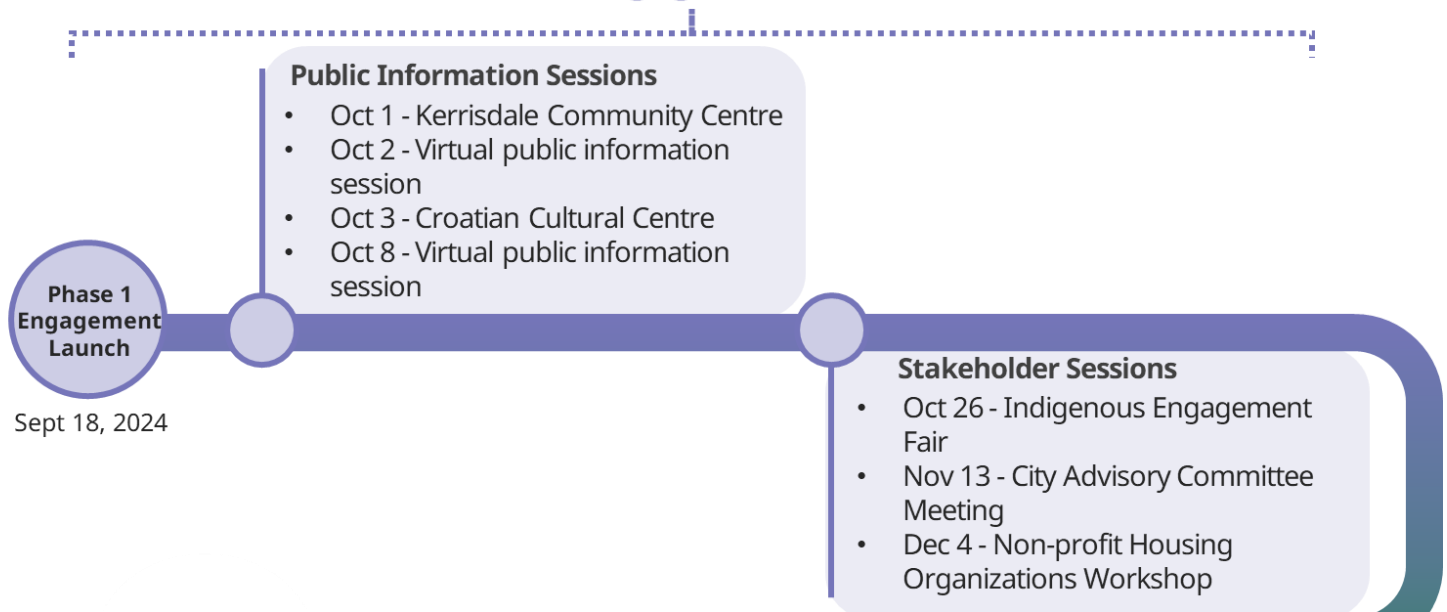 Public Information Sessions
• Oct 1 - Kerrisdale Community Centre
• Oct 2 - Virtual public information
session
• Oct 3 - Croatian Cultural Centre
• Oct 8 - Virtual public information
session
Phase 1
Engagement
Launch
Sept 18, 2024
Stakeholder Sessions
• Oct 26 - Indigenous Engagement
Fair
• Nov 13 - City Advisory Committee
Meeting
• Dec 4 - Non-profit Housing
Organizations Workshop